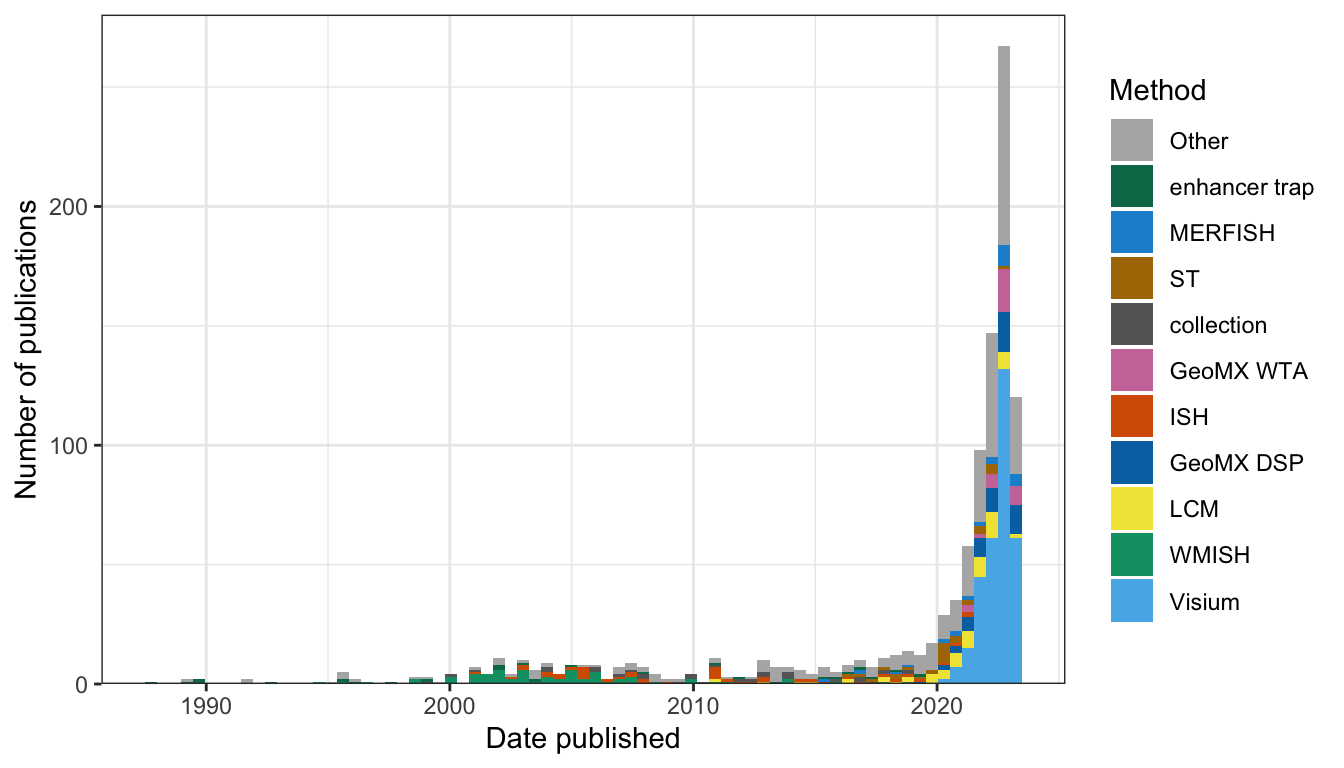 Number of publications
200
100
0
1990
2000
2010
2020
Date published
Method
Other
enhancer trap
MERFISH
ST
collection
GeoMX WTA
ISH
GeoMX DSP
LCM
WMISH
Visium